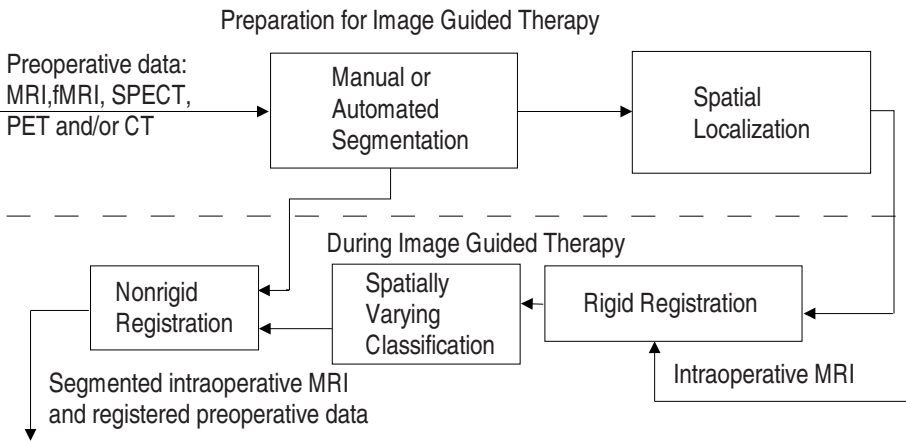 Preparation for Image Guided Therapy
Preoperative data:
MRI,fMRI, SPECT,
PET and/or CT
Manual or
Automated
Segmentation
Spatial
Localization
During Image Guided Therapy
Nonrigid
Registration
Spatially
Varying
Classification
Rigid Registration
Intraoperative MRI
Segmented intraoperative MRI
and registered preoperative data